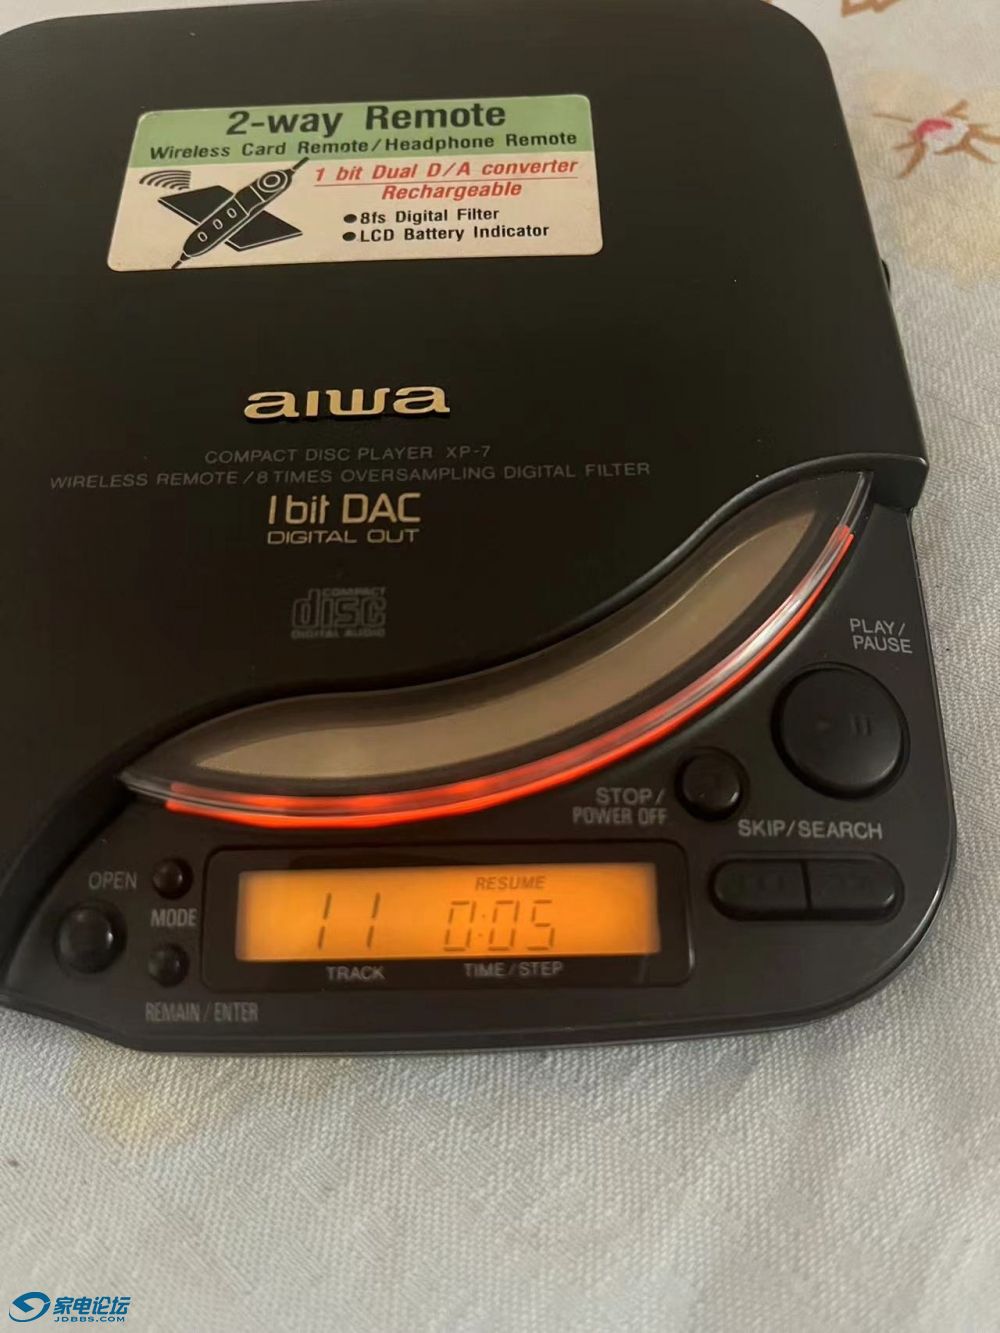 2-way Remote
Wireless Card Remote/Headphone Remote
1 bit Dual D/A converter
Rechargeable
●8fs Digital Filter
●LCD Battery Indicator
aiwa
COMPACT DISC PLAYER XP-7
WIRELESS REMOTE/8 TIMES OVERSAMPLING DIGITAL FILTER
1 bit DAC
DIGITAL OUT
COMPACT
disc
DIGITAL AUDIO
PLAY/
PAUSE
STOP/
POWER OFF
SKIP/SEARCH
OPEN
MODE
REMAIN/ENTER
RESUME
11 0:05
TRACK TIME/STEP
家电论坛
JDBBS.COM